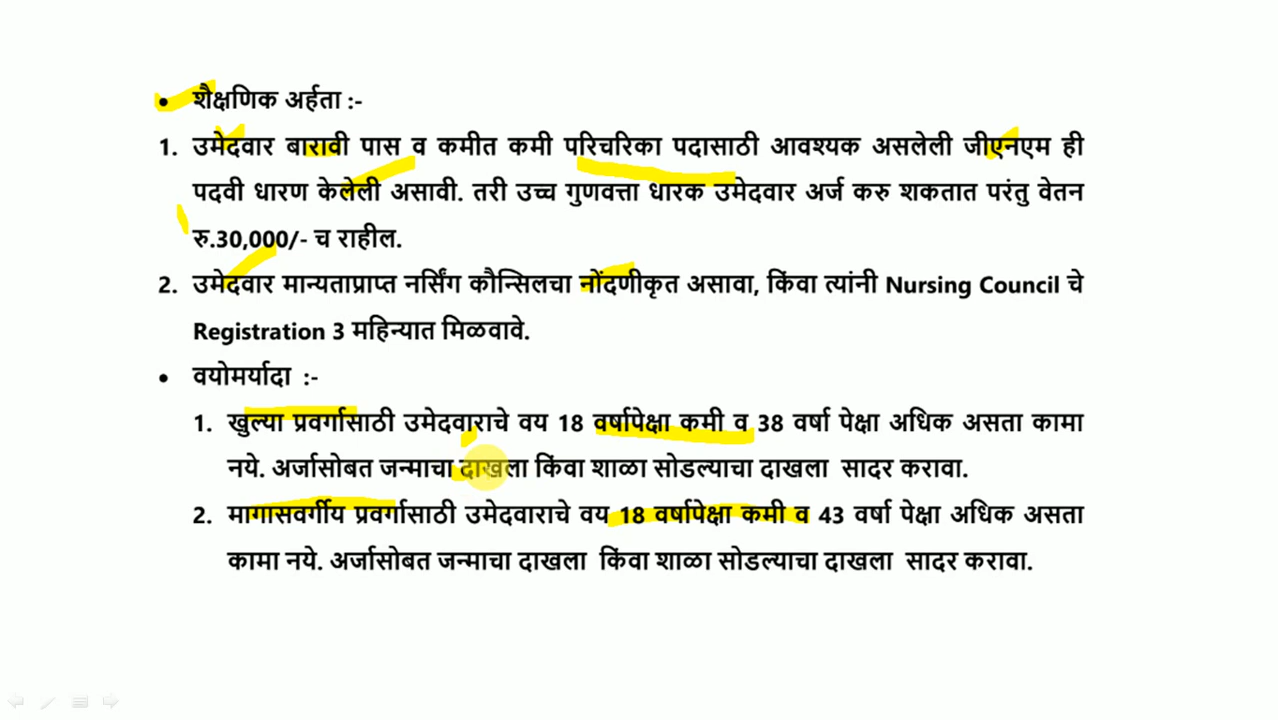 • शैक्षणिक अर्हता :-
1. उमेदवार बारावी पास व कमीत कमी परिचरिका पदासाठी आवश्यक असलेली जीएनएम ही
पदवी धारण केलेली असावी. तरी उच्च गुणवत्ता धारक उमेदवार अर्ज करु शकतात परंतु वेतन
रु.30,000/- च राहील.
2. उमेदवार मान्यताप्राप्त नर्सिंग कौन्सिलचा नोंदणीकृत असावा, किंवा त्यांनी Nursing Council चे
Registration 3 महिन्यात मिळवावे.
• वयोमर्यादा :-
1. खुल्या प्रवर्गासाठी उमेदवाराचे वय 18 वर्षापेक्षा कमी व 38 वर्षा पेक्षा अधिक असता कामा
नये. अर्जासोबत जन्माचा दाखला किंवा शाळा सोडल्याचा दाखला सादर करावा.
2. मागासवर्गीय प्रवर्गासाठी उमेदवाराचे वय 18 वर्षापेक्षा कमी व 43 वर्षा पेक्षा अधिक असता
कामा नये. अर्जासोबत जन्माचा दाखला किंवा शाळा सोडल्याचा दाखला सादर करावा.